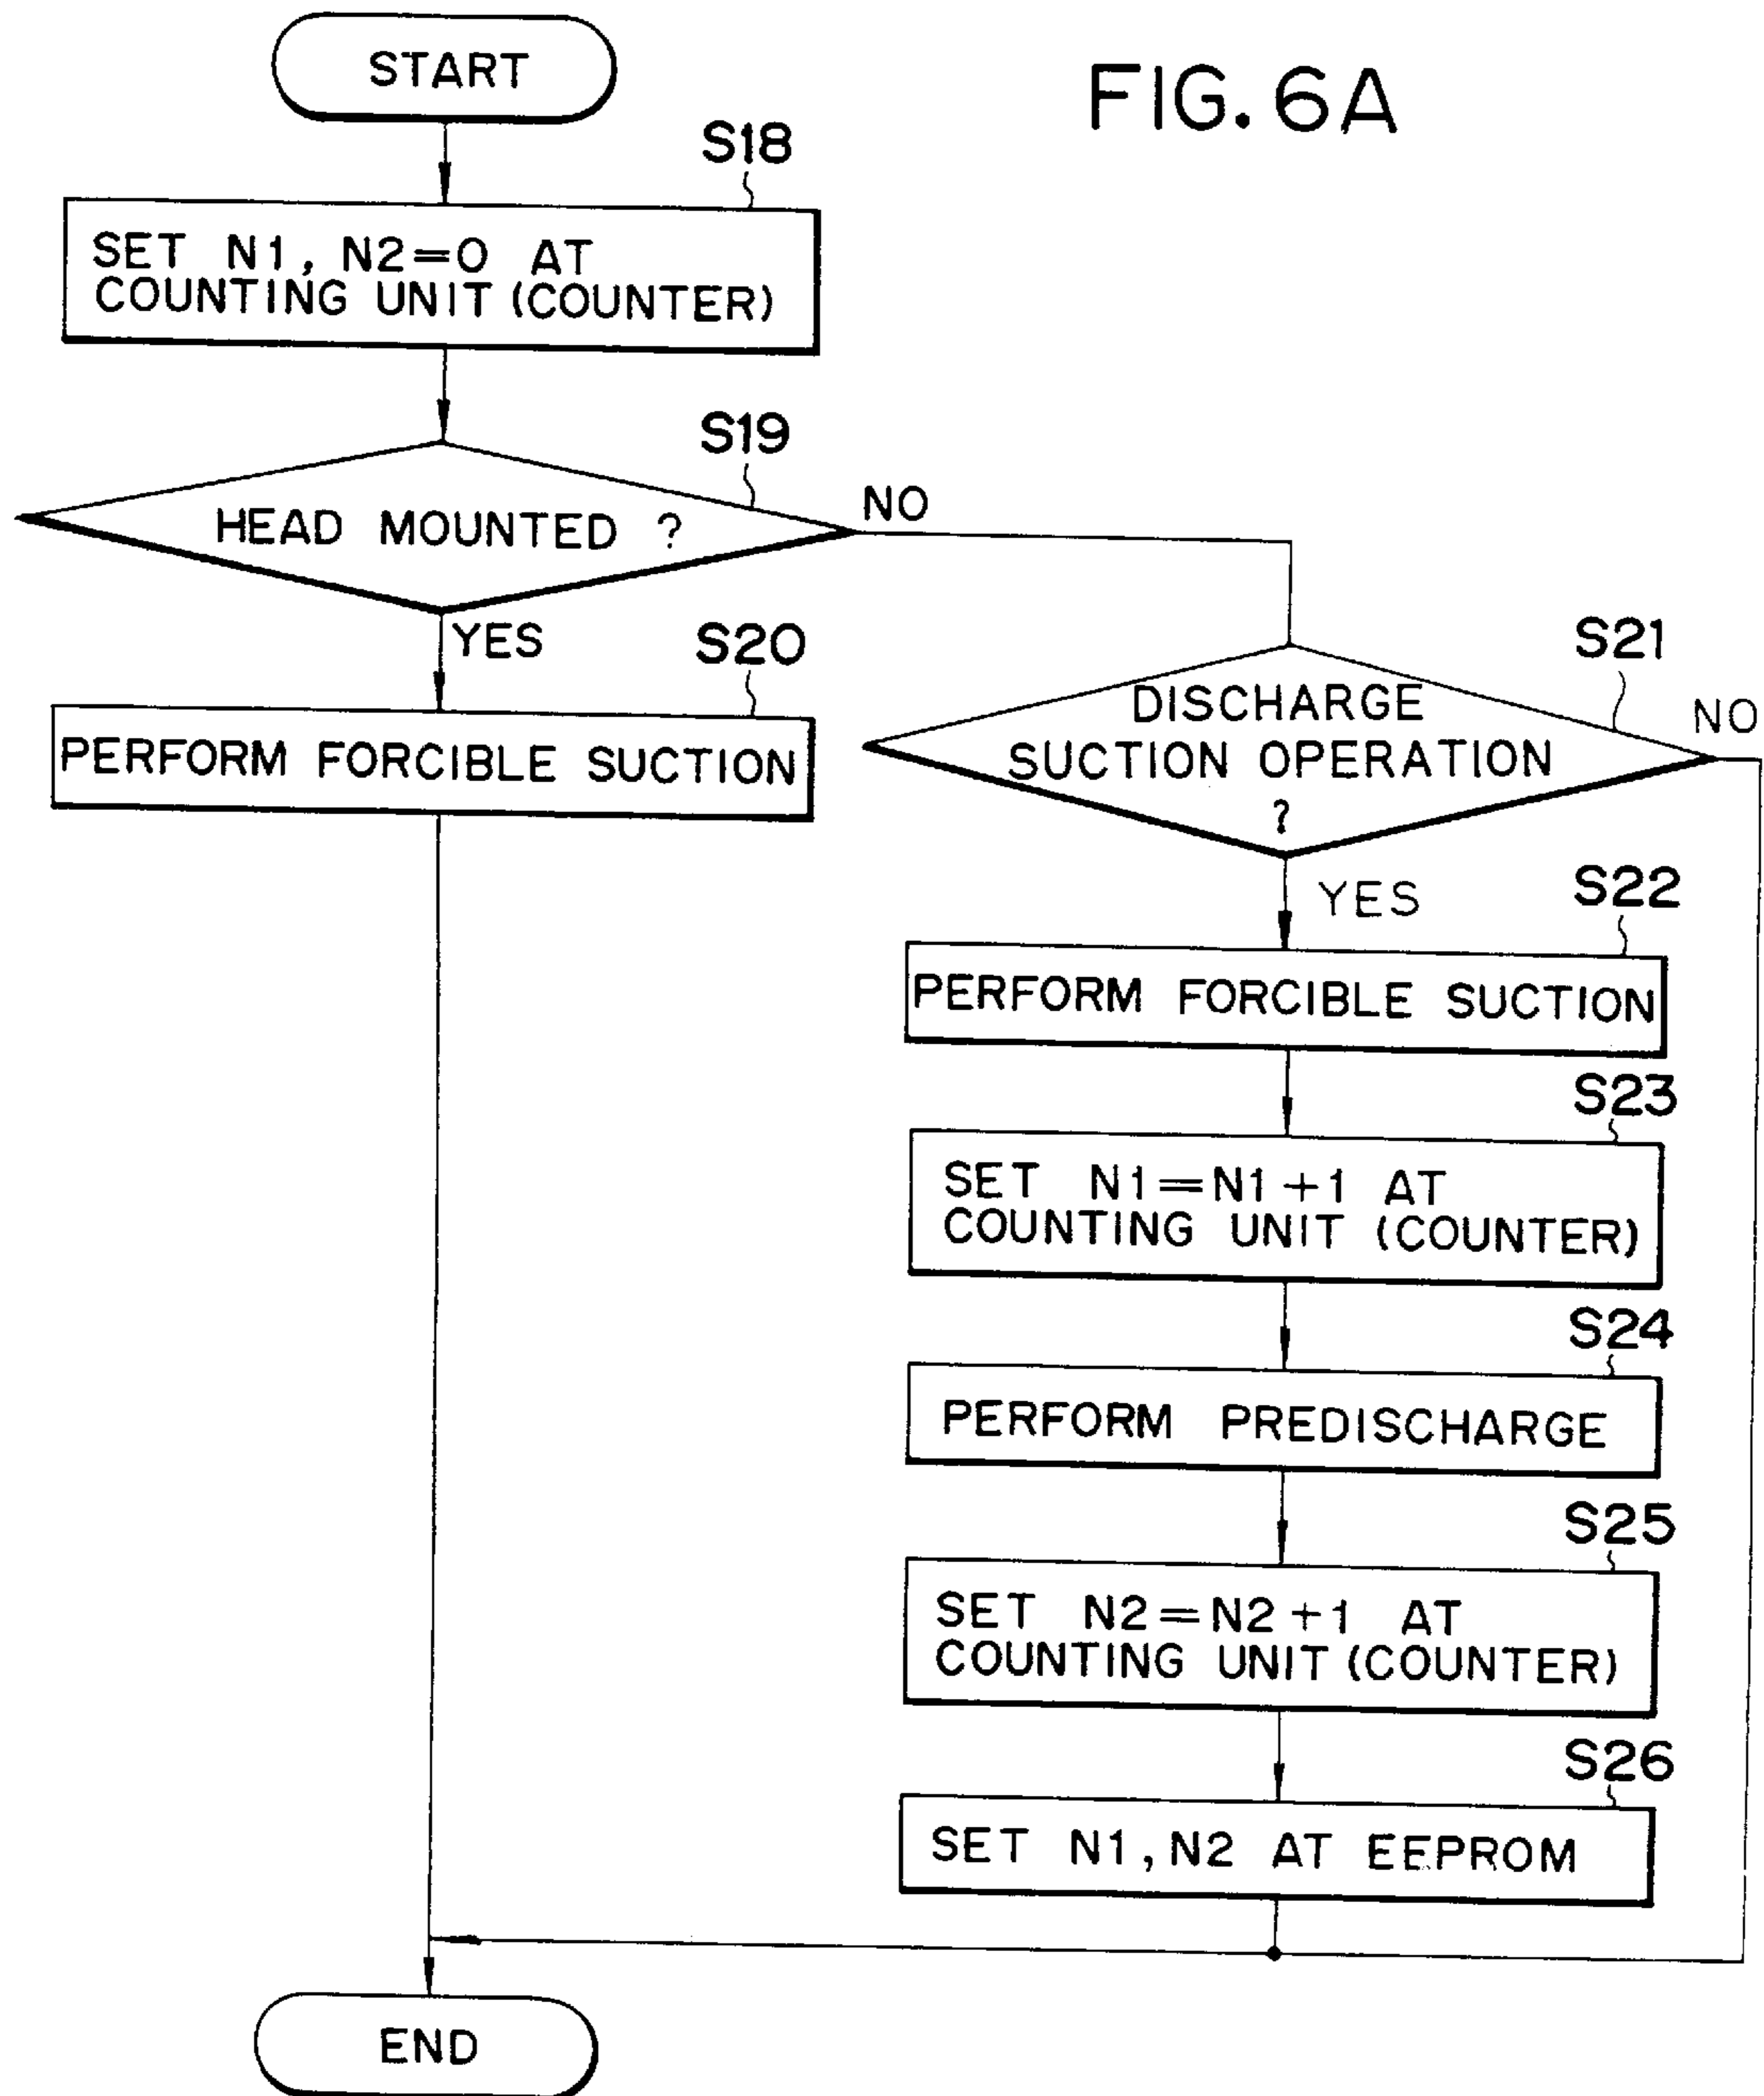 FIG. 6A
START
S18
SET N1, N2=0 AT
COUNTING UNIT (COUNTER)
S19
HEAD MOUNTED ?
NO
YES
S20
PERFORM FORCIBLE SUCTION
S21
DISCHARGE
SUCTION OPERATION
?
NO
YES
S22
PERFORM FORCIBLE SUCTION
S23
SET N1=N1+1 AT
COUNTING UNIT (COUNTER)
S24
PERFORM PREDISCHARGE
S25
SET N2=N2+1 AT
COUNTING UNIT (COUNTER)
S26
SET N1, N2 AT EEPROM
END